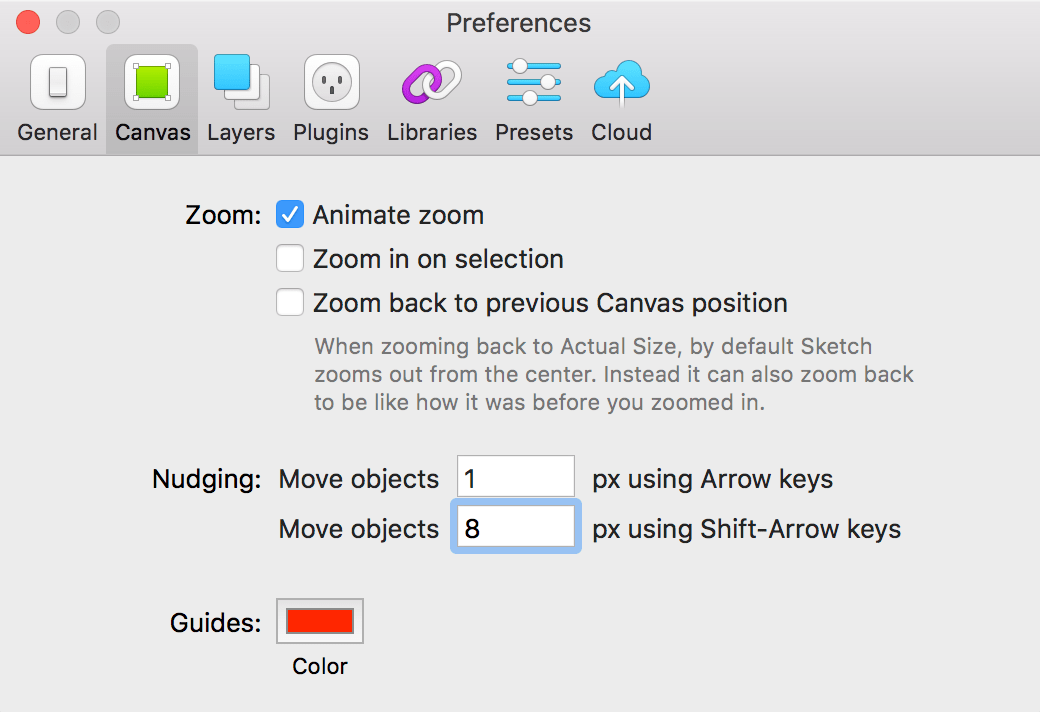 Preferences
General Canvas Layers Plugins Libraries Presets Cloud
Zoom: Animate zoom
Zoom in on selection
Zoom back to previous Canvas position
When zooming back to Actual Size, by default Sketch
zooms out from the center. Instead it can also zoom back
to be like how it was before you zoomed in.
Nudging: Move objects 1 px using Arrow keys
Move objects 8 px using Shift-Arrow keys
Guides:
Color